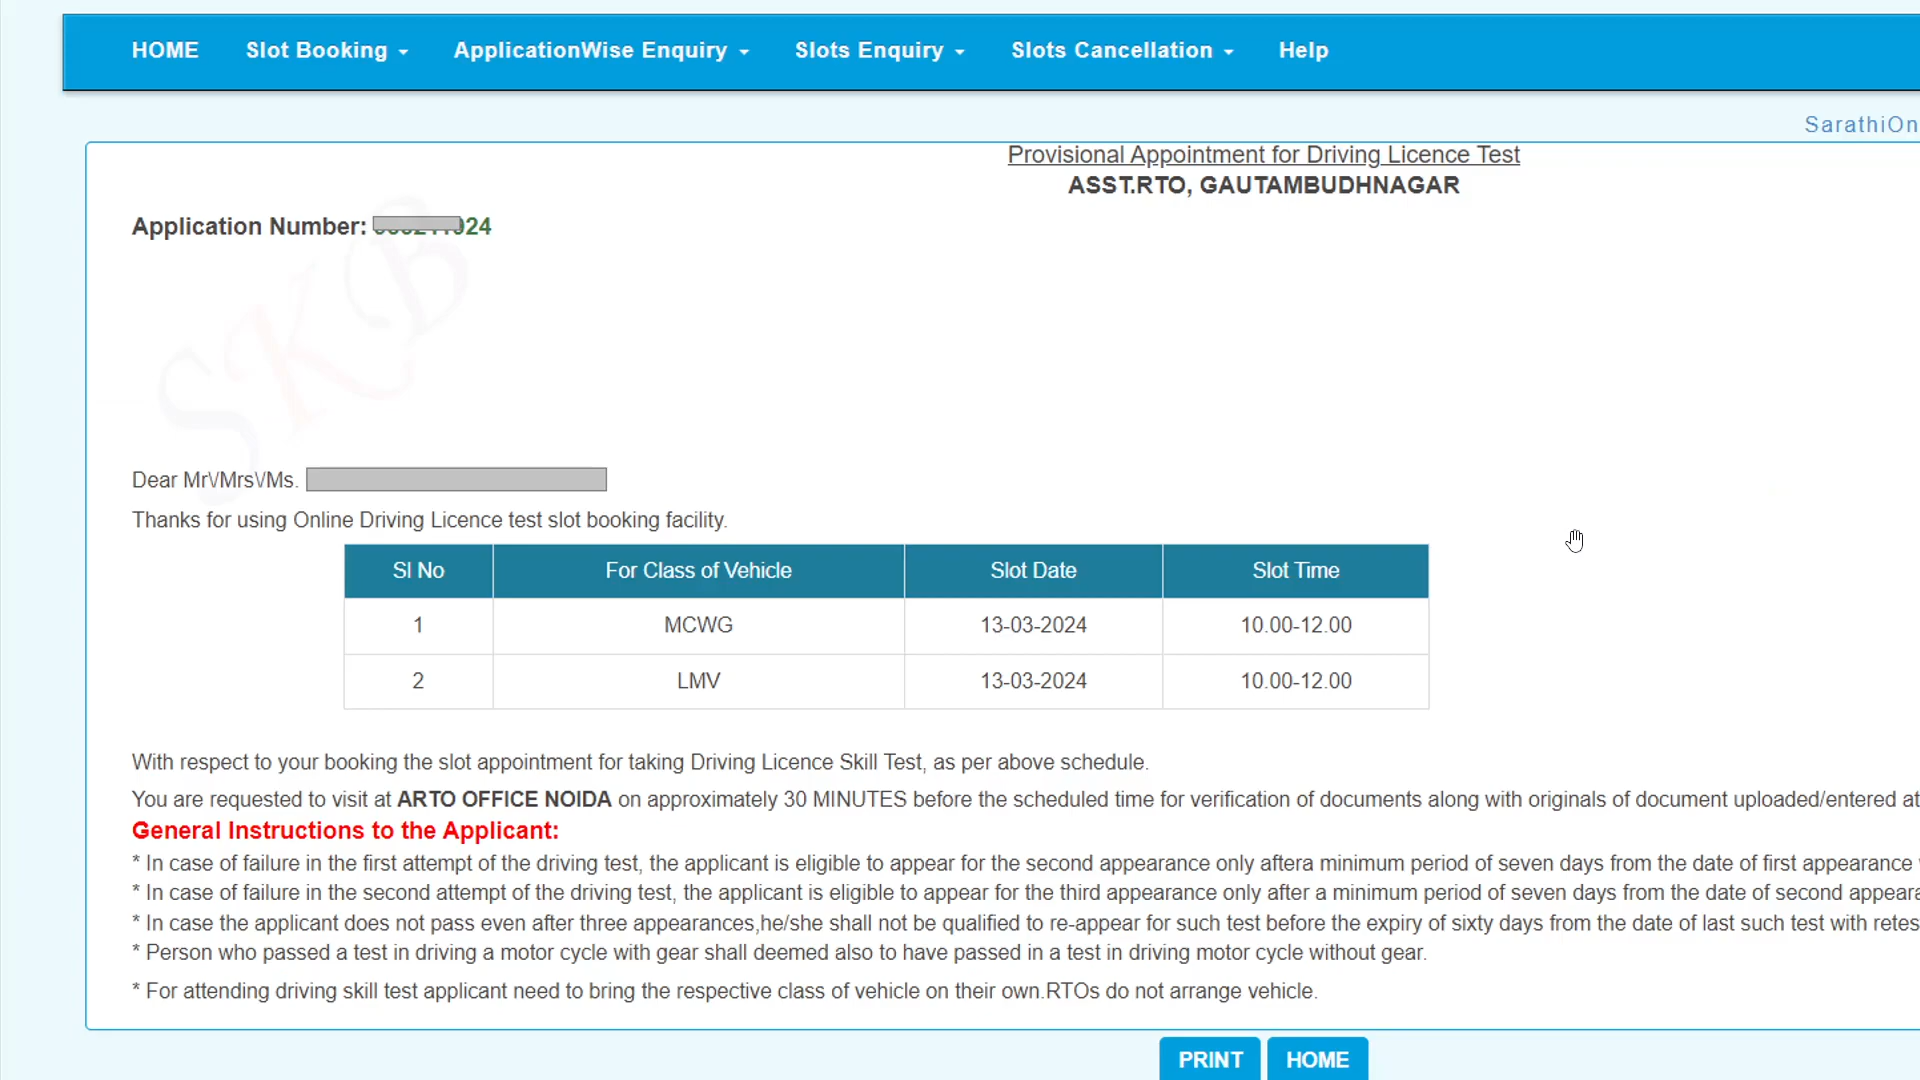 HOME Slot Booking ApplicationWise Enquiry Slots Enquiry Slots Cancellation Help
SarathiOn
Provisional Appointment for Driving Licence Test
ASST.RTO, GAUTAMBUDHNAGAR
Application Number: 24
SKB
Dear Mr\/Mrs\/Ms.
Thanks for using Online Driving Licence test slot booking facility.
Sl No For Class of Vehicle Slot Date Slot Time
1 MCWG 13-03-2024 10.00-12.00
2 LMV 13-03-2024 10.00-12.00
With respect to your booking the slot appointment for taking Driving Licence Skill Test, as per above schedule.
You are requested to visit at ARTO OFFICE NOIDA on approximately 30 MINUTES before the scheduled time for verification of documents along with originals of document uploaded/entered at
General Instructions to the Applicant:
* In case of failure in the first attempt of the driving test, the applicant is eligible to appear for the second appearance only aftera minimum period of seven days from the date of first appearance
* In case of failure in the second attempt of the driving test, the applicant is eligible to appear for the third appearance only after a minimum period of seven days from the date of second appeara
* In case the applicant does not pass even after three appearances,he/she shall not be qualified to re-appear for such test before the expiry of sixty days from the date of last such test with retes
* Person who passed a test in driving a motor cycle with gear shall deemed also to have passed in a test in driving motor cycle without gear.
* For attending driving skill test applicant need to bring the respective class of vehicle on their own.RTOs do not arrange vehicle.
PRINT HOME